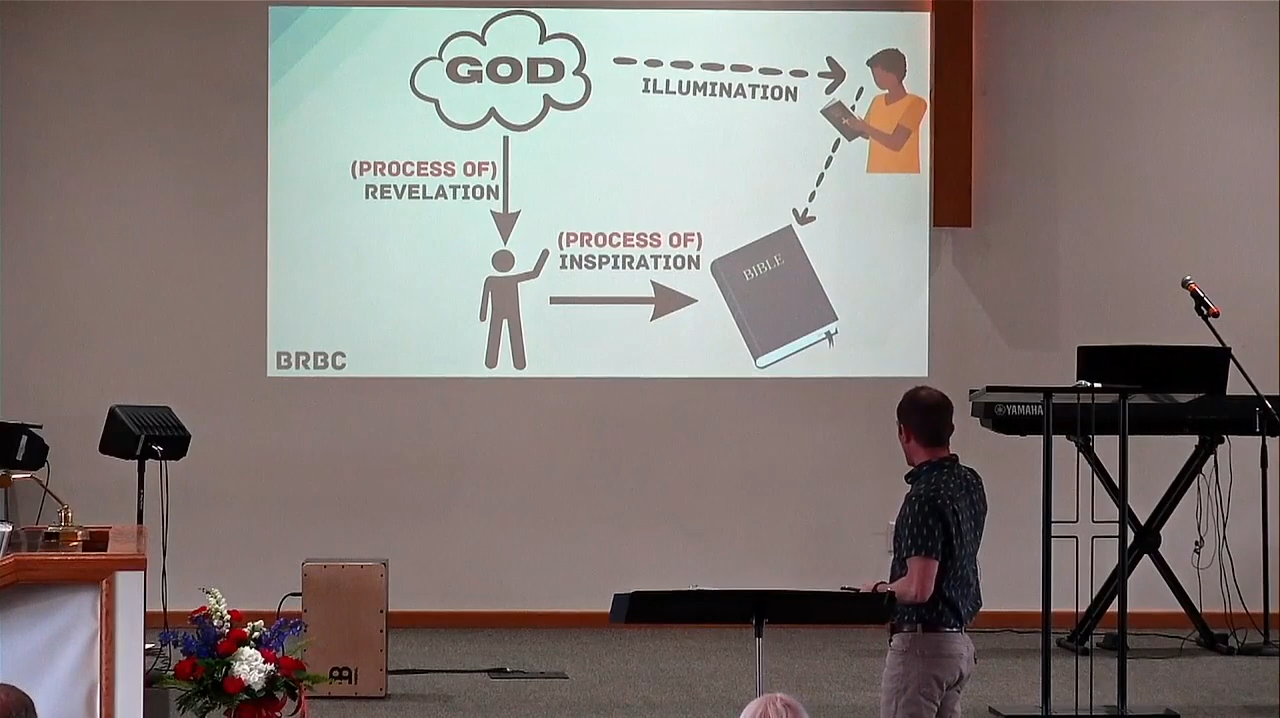 GOD
ILLUMINATION
(PROCESS OF)
REVELATION
(PROCESS OF)
INSPIRATION
BIBLE
BRBC
YAMAHA